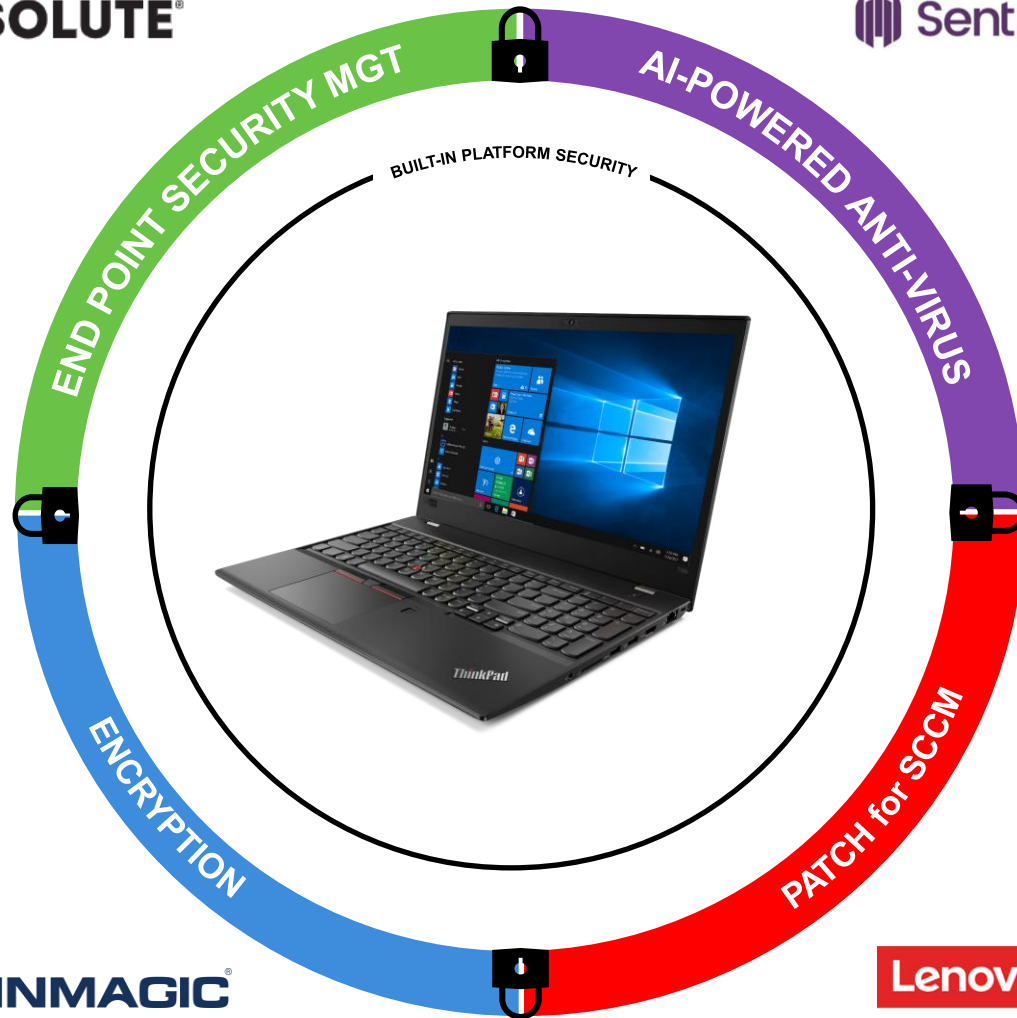 SOLUTE®
Sent
END POINT SECURITY MGT
AI-POWERED ANTI-VIRUS
BUILT-IN PLATFORM SECURITY
ThinkPad
ENCRYPTION
PATCH for SCCM
INMAGIC®
Lenov